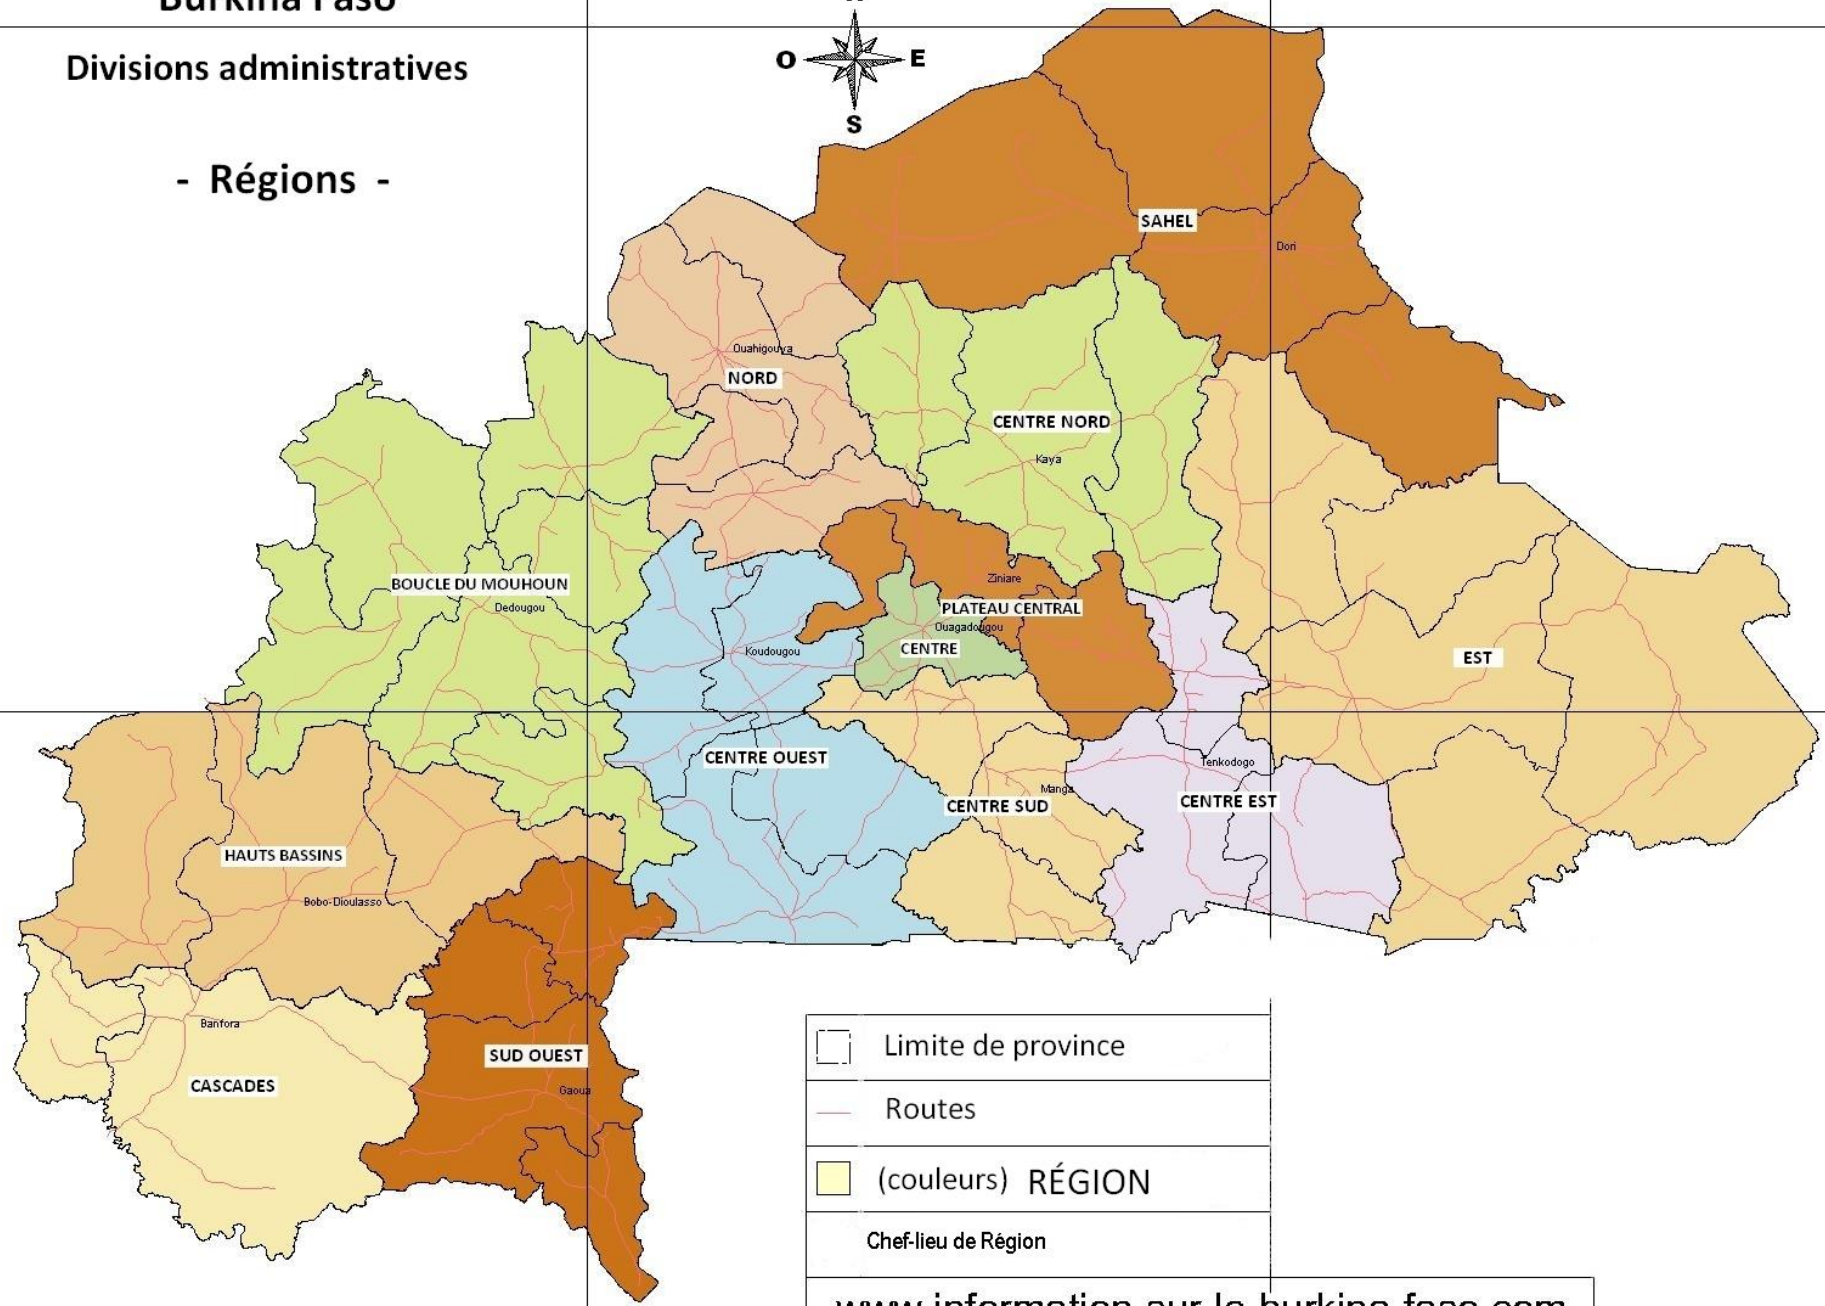 Burkina Faso
Divisions administratives
- Régions -
O E
S
SAHEL
Dori
Ouahigouya
NORD
CENTRE NORD
Kaya
BOUCLE DU MOUHOUN
Dedougou
Ziniare
PLATEAU CENTRAL
Ouagadougou
CENTRE
Koudougou
EST
CENTRE OUEST
Tenkodogo
Manga
CENTRE SUD
CENTRE EST
HAUTS BASSINS
Bobo-Dioulasso
Banfora
CASCADES
SUD OUEST
Gaoua
Limite de province
Routes
(couleurs) RÉGION
Chef-lieu de Région
www.information-sur-le-burkina-faso.com